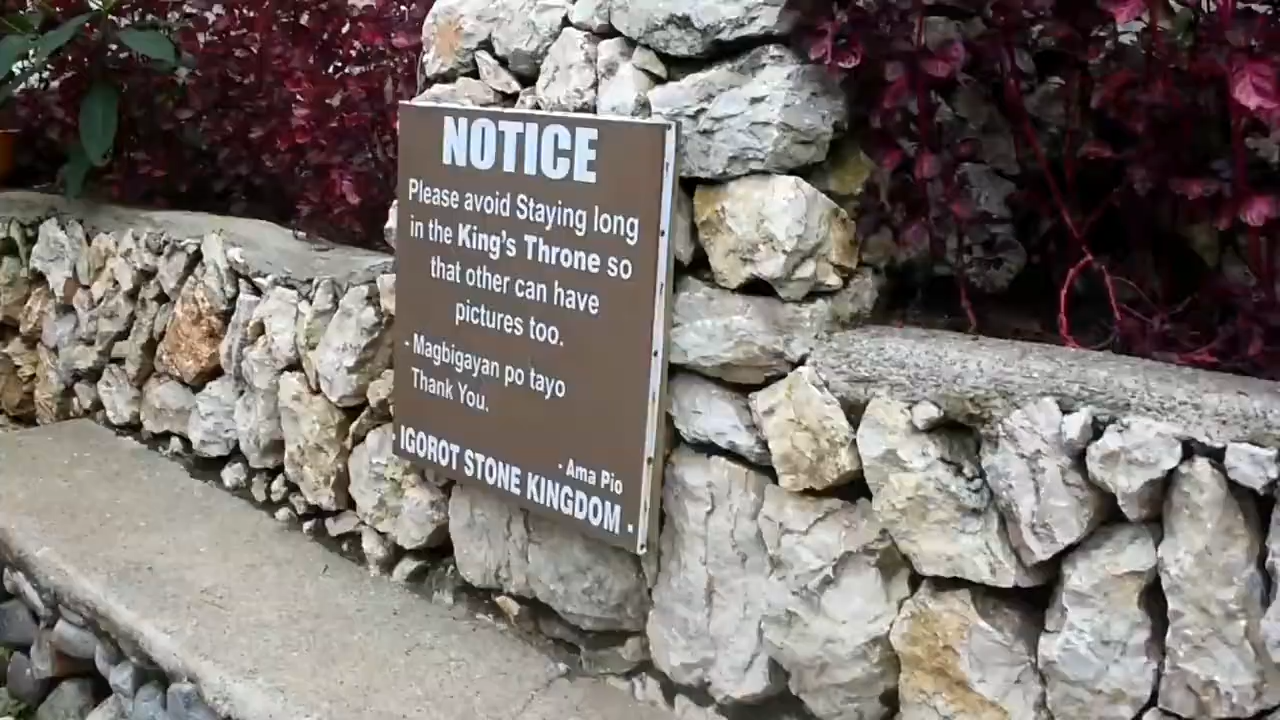 NOTICE
Please avoid Staying long
in the King's Throne so
that other can have
pictures too.
- Magbigayan po tayo
Thank You.
- Ama Pio
- IGOROT STONE KINGDOM -